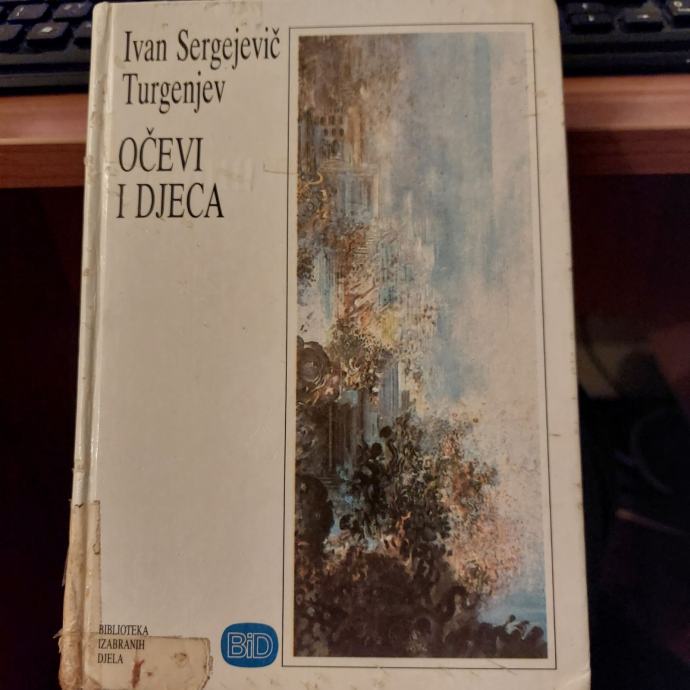 Ivan Sergejevič
Turgenjev
OČEVI
I DJECA
BIBLIOTEKA
IZABRANIH
DJELA
BiD